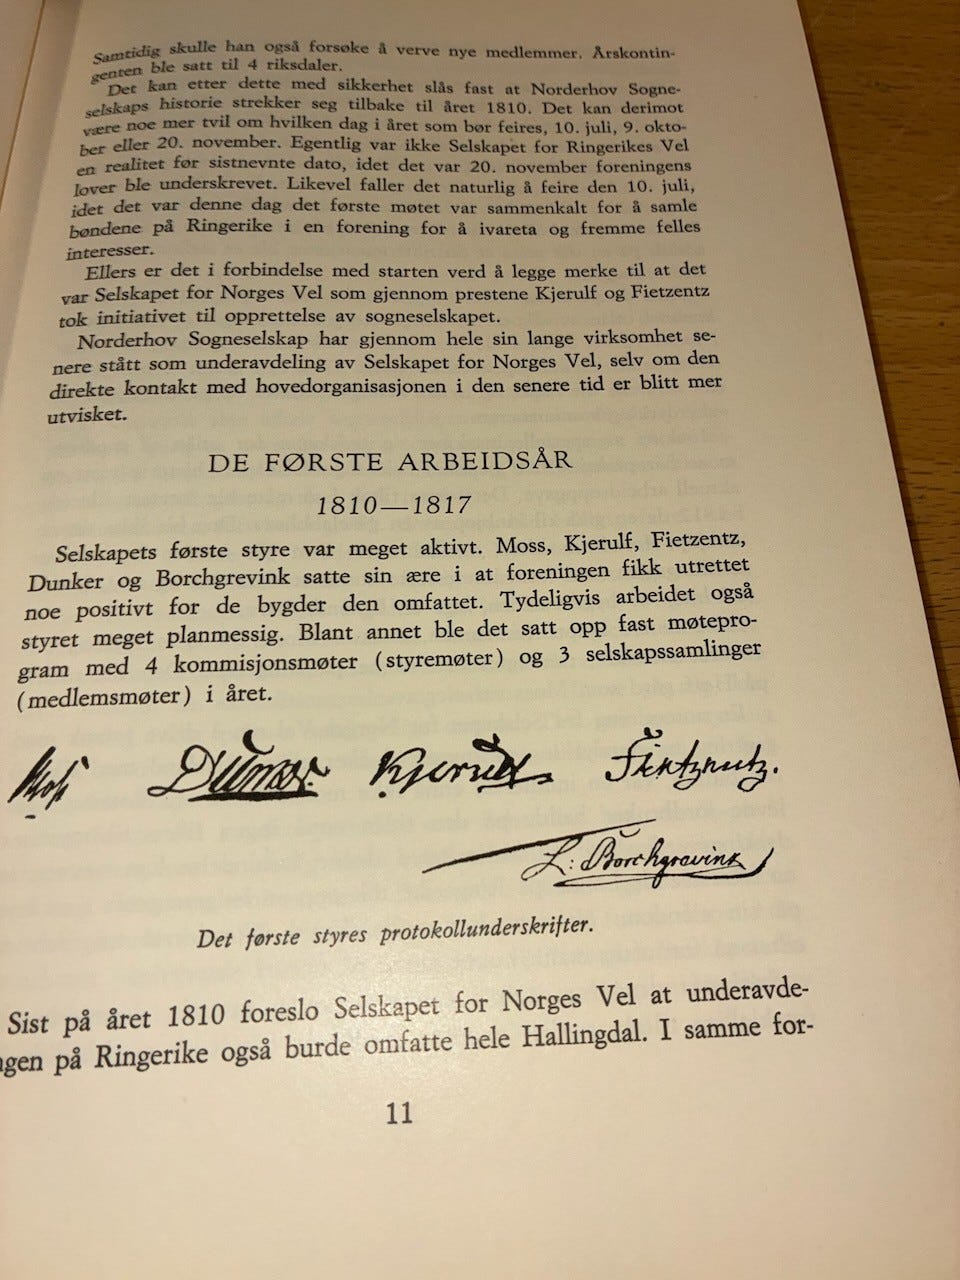 Samtidig skulle han også forsøke å verve nye medlemmer. Årskontin-
genten ble satt til 4 riksdaler.
Det kan etter dette med sikkerhet slås fast at Norderhov Sogne-
selskaps historie strekker seg tilbake til året 1810. Det kan derimot
være noe mer tvil om hvilken dag i året som bør feires, 10. juli, 9. okto-
ber eller 20. november. Egentlig var ikke Selskapet for Ringerikes Vel
en realitet før sistnevnte dato, idet det var 20. november foreningens
lover ble underskrevet. Likevel faller det naturlig å feire den 10. juli,
idet det var denne dag det første møtet var sammenkalt for å samle
bøndene på Ringerike i en forening for å ivareta og fremme felles
interesser.
Ellers er det i forbindelse med starten verd å legge merke til at det
var Selskapet for Norges Vel som gjennom prestene Kjerulf og Fietzentz
tok initiativet til opprettelse av sogneselskapet.
Norderhov Sogneselskap har gjennom hele sin lange virksomhet se-
nere stått som underavdeling av Selskapet for Norges Vel, selv om den
direkte kontakt med hovedorganisasjonen i den senere tid er blitt mer
utvisket.
DE FØRSTE ARBEIDSÅR
1810—1817
Selskapets første styre var meget aktivt. Moss, Kjerulf, Fietzentz,
Dunker og Borchgrevink satte sin ære i at foreningen fikk utrettet
noe positivt for de bygder den omfattet. Tydeligvis arbeidet også
styret meget planmessig. Blant annet ble det satt opp fast møtepro-
gram med 4 kommisjonsmøter (styremøter) og 3 selskapssamlinger
(medlemsmøter) i året.
Moss Dunker. Kjerulf Fietzentz.
L: Borchgrevink
Det første styres protokollunderskrifter.
Sist på året 1810 foreslo Selskapet for Norges Vel at underavde-
ngen på Ringerike også burde omfatte hele Hallingdal. I samme for-
11